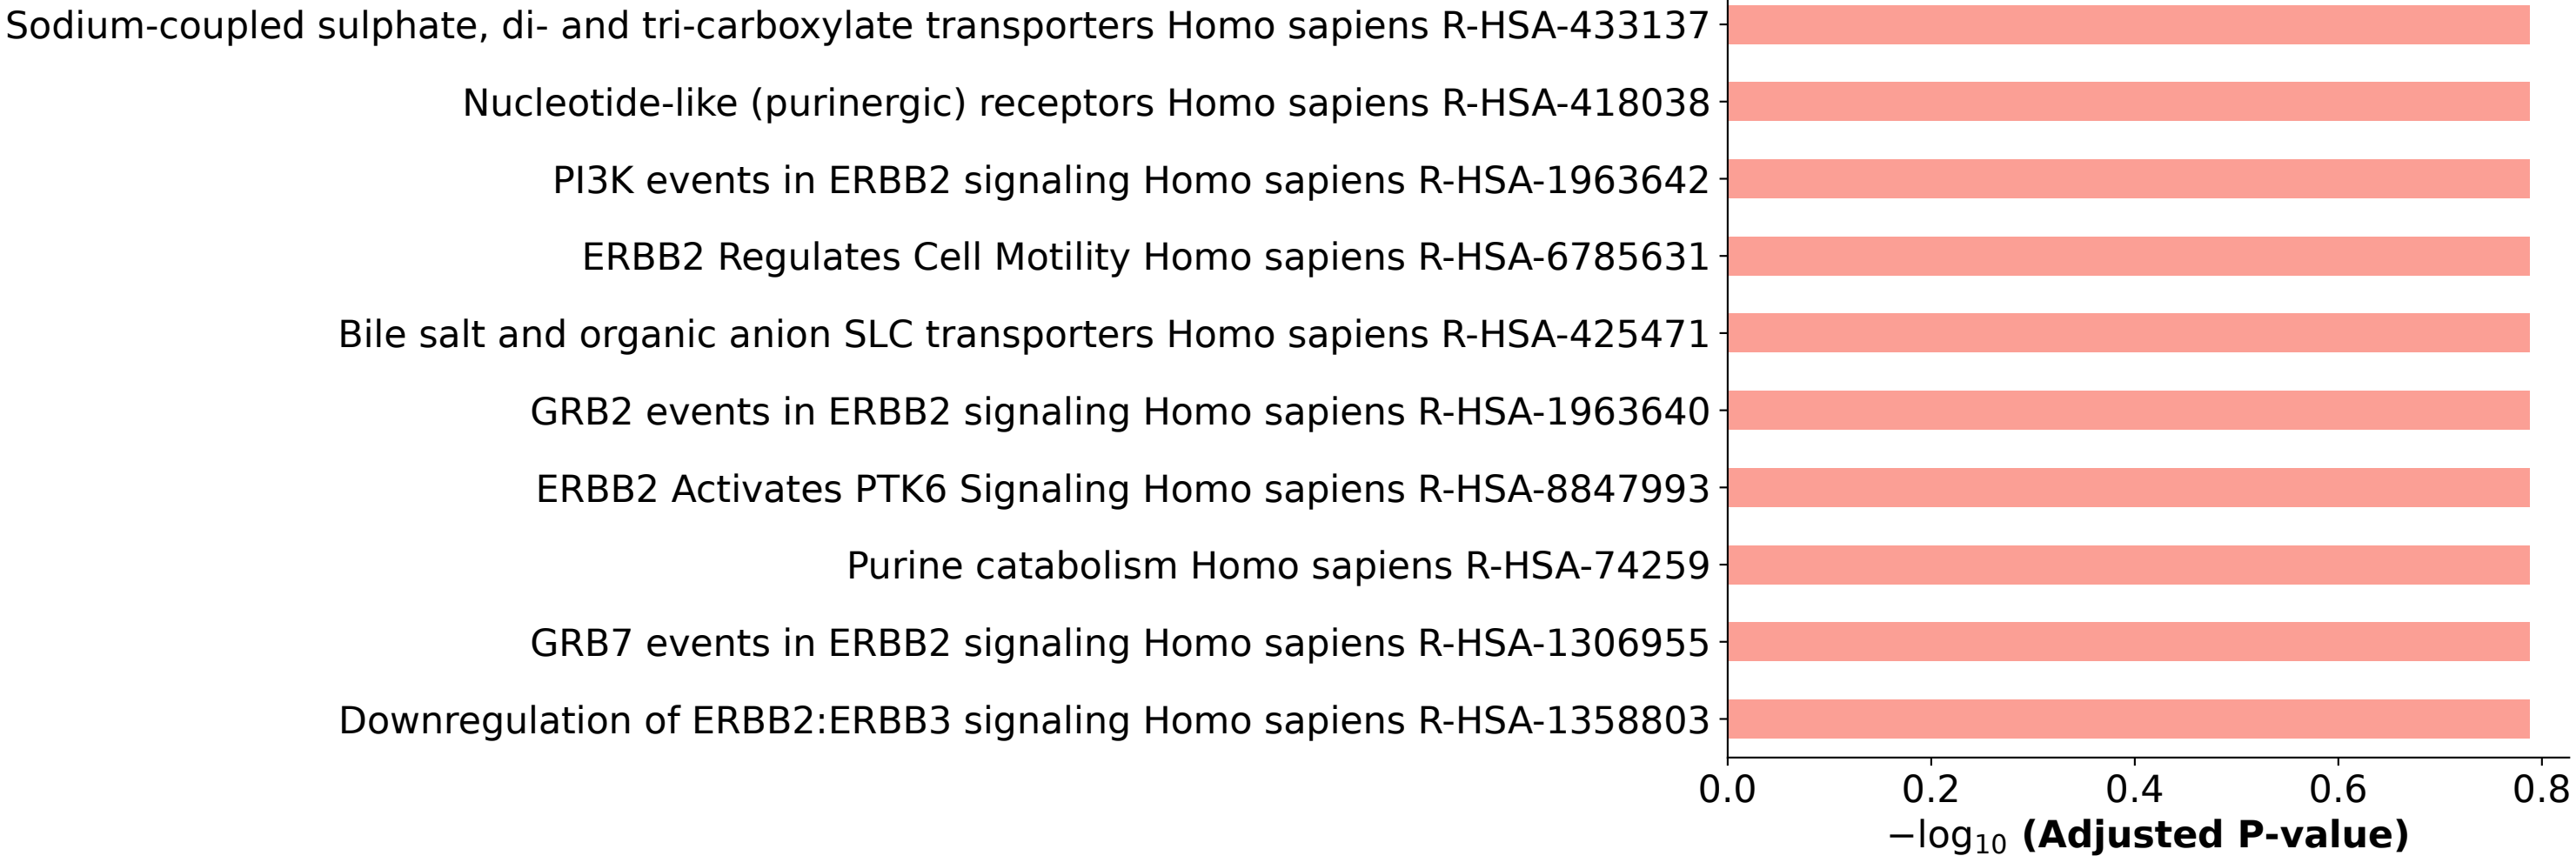 Sodium-coupled sulphate, di- and tri-carboxylate transporters Homo sapiens R-HSA-433137
Nucleotide-like (purinergic) receptors Homo sapiens R-HSA-418038
PI3K events in ERBB2 signaling Homo sapiens R-HSA-1963642
ERBB2 Regulates Cell Motility Homo sapiens R-HSA-6785631
Bile salt and organic anion SLC transporters Homo sapiens R-HSA-425471
GRB2 events in ERBB2 signaling Homo sapiens R-HSA-1963640
ERBB2 Activates PTK6 Signaling Homo sapiens R-HSA-8847993
Purine catabolism Homo sapiens R-HSA-74259
GRB7 events in ERBB2 signaling Homo sapiens R-HSA-1306955
Downregulation of ERBB2:ERBB3 signaling Homo sapiens R-HSA-1358803
0.0 0.2 0.4 0.6 0.8
−log₁₀ (Adjusted P-value)